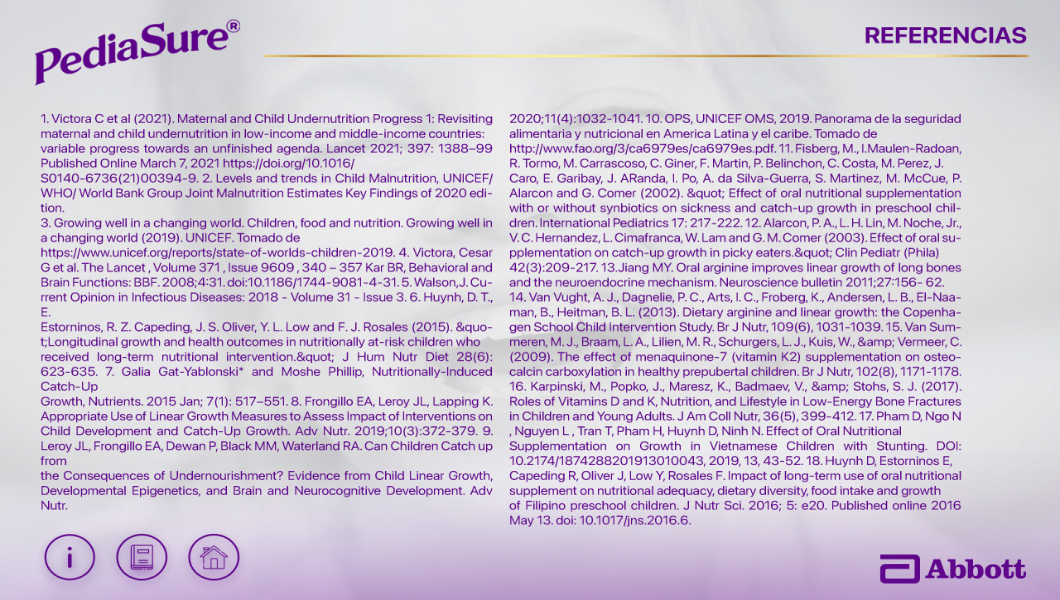 PediaSure®
REFERENCIAS
1. Victora C et al (2021). Maternal and Child Undernutrition Progress 1: Revisiting
maternal and child undernutrition in low-income and middle-income countries:
variable progress towards an unfinished agenda. Lancet 2021; 397: 1388–99
Published Online March 7, 2021 https://doi.org/10.1016/
S0140-6736(21)00394-9. 2. Levels and trends in Child Malnutrition, UNICEF/
WHO/ World Bank Group Joint Malnutrition Estimates Key Findings of 2020 edi-
tion.
3. Growing well in a changing world. Children, food and nutrition. Growing well in
a changing world (2019). UNICEF. Tomado de
https://www.unicef.org/reports/state-of-worlds-children-2019. 4. Victora, Cesar
G et al. The Lancet , Volume 371 , Issue 9609 , 340 – 357 Kar BR, Behavioral and
Brain Functions: BBF. 2008;4:31. doi:10.1186/1744-9081-4-31. 5. Walson,J. Cu-
rrent Opinion in Infectious Diseases: 2018 - Volume 31 - Issue 3. 6. Huynh, D. T.,
E.
Estorninos, R. Z. Capeding, J. S. Oliver, Y. L. Low and F. J. Rosales (2015). &quo-
t;Longitudinal growth and health outcomes in nutritionally at-risk children who
received long-term nutritional intervention.&quot; J Hum Nutr Diet 28(6):
623-635. 7. Galia Gat-Yablonski* and Moshe Phillip, Nutritionally-Induced
Catch-Up
Growth, Nutrients. 2015 Jan; 7(1): 517–551. 8. Frongillo EA, Leroy JL, Lapping K.
Appropriate Use of Linear Growth Measures to Assess Impact of Interventions on
Child Development and Catch-Up Growth. Adv Nutr. 2019;10(3):372-379. 9.
Leroy JL, Frongillo EA, Dewan P, Black MM, Waterland RA. Can Children Catch up
from
the Consequences of Undernourishment? Evidence from Child Linear Growth,
Developmental Epigenetics, and Brain and Neurocognitive Development. Adv
Nutr.
2020;11(4):1032-1041. 10. OPS, UNICEF OMS, 2019. Panorama de la seguridad
alimentaria y nutricional en America Latina y el caribe. Tomado de
http://www.fao.org/3/ca6979es/ca6979es.pdf. 11. Fisberg, M., I.Maulen-Radoan,
R. Tormo, M. Carrascoso, C. Giner, F. Martin, P. Belinchon, C. Costa, M. Perez, J.
Caro, E. Garibay, J. ARanda, I. Po, A. da Silva-Guerra, S. Martinez, M. McCue, P.
Alarcon and G. Comer (2002). &quot; Effect of oral nutritional supplementation
with or without synbiotics on sickness and catch-up growth in preschool chil-
dren. International Pediatrics 17: 217-222. 12. Alarcon, P. A., L. H. Lin, M. Noche, Jr.,
V. C. Hernandez, L. Cimafranca, W. Lam and G. M. Comer (2003). Effect of oral su-
pplementation on catch-up growth in picky eaters.&quot; Clin Pediatr (Phila)
42(3):209-217. 13.Jiang MY. Oral arginine improves linear growth of long bones
and the neuroendocrine mechanism. Neuroscience bulletin 2011;27:156- 62.
14. Van Vught, A. J., Dagnelie, P. C., Arts, I. C., Froberg, K., Andersen, L. B., El-Naa-
man, B., Heitman, B. L. (2013). Dietary arginine and linear growth: the Copenha-
gen School Child Intervention Study. Br J Nutr, 109(6), 1031-1039. 15. Van Sum-
meren, M. J., Braam, L. A., Lilien, M. R., Schurgers, L. J., Kuis, W., &amp; Vermeer, C.
(2009). The effect of menaquinone-7 (vitamin K2) supplementation on osteo-
calcin carboxylation in healthy prepubertal children. Br J Nutr, 102(8), 1171-1178.
16. Karpinski, M., Popko, J., Maresz, K., Badmaev, V., &amp; Stohs, S. J. (2017).
Roles of Vitamins D and K, Nutrition, and Lifestyle in Low-Energy Bone Fractures
in Children and Young Adults. J Am Coll Nutr, 36(5), 399-412. 17. Pham D, Ngo N
, Nguyen L , Tran T, Pham H, Huynh D, Ninh N. Effect of Oral Nutritional
Supplementation on Growth in Vietnamese Children with Stunting. DOI:
10.2174/1874288201913010043, 2019, 13, 43-52. 18. Huynh D, Estorninos E,
Capeding R, Oliver J, Low Y, Rosales F. Impact of long-term use of oral nutritional
supplement on nutritional adequacy, dietary diversity, food intake and growth
of Filipino preschool children. J Nutr Sci. 2016; 5: e20. Published online 2016
May 13. doi: 10.1017/jns.2016.6.
Abbott